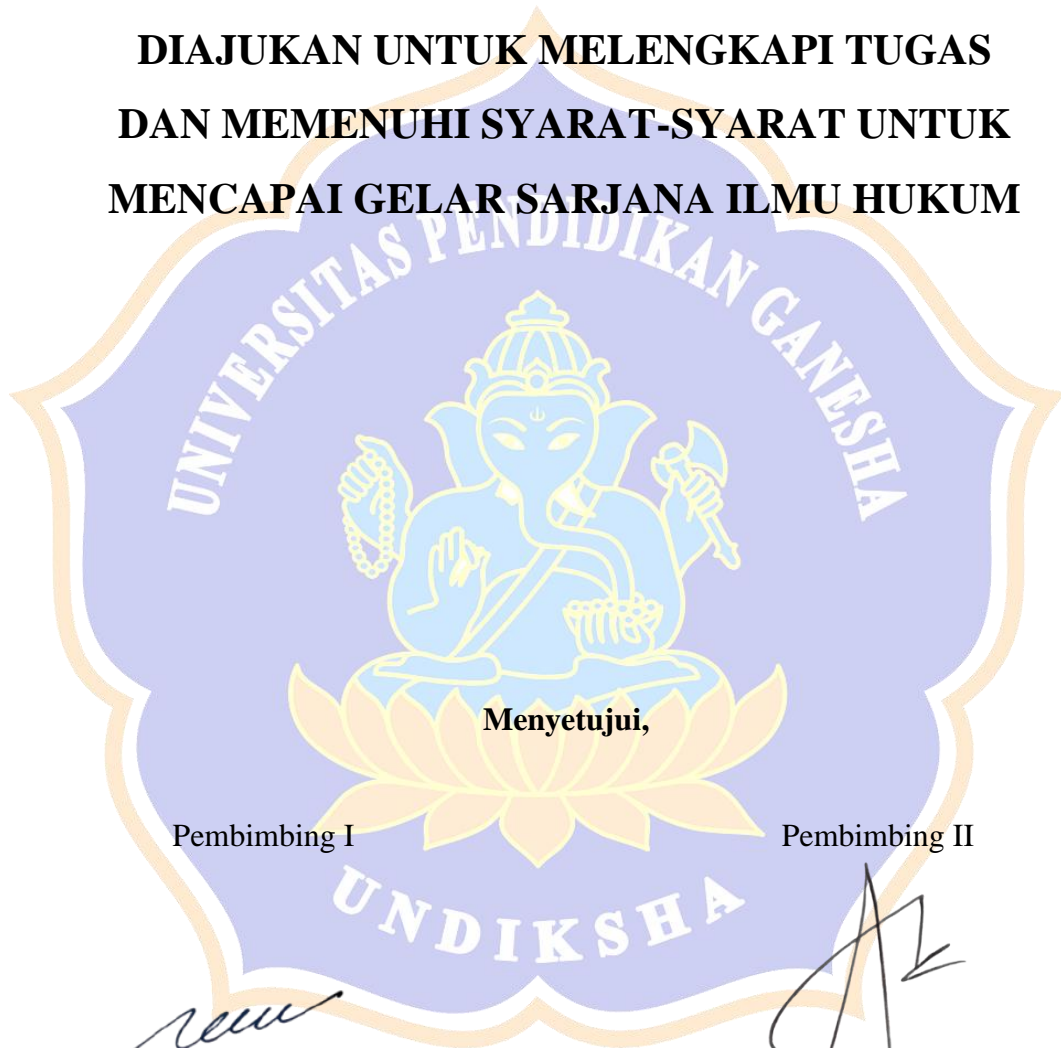 DIAJUKAN UNTUK MELENGKAPI TUGAS
DAN MEMENUHI SYARAT-SYARAT UNTUK
MENCAPAI GELAR SARJANA ILMU HUKUM
UNIVERSITAS PENDIDIKAN GANESHA
Menyetujui,
Pembimbing I Pembimbing II
UNDIKSHA